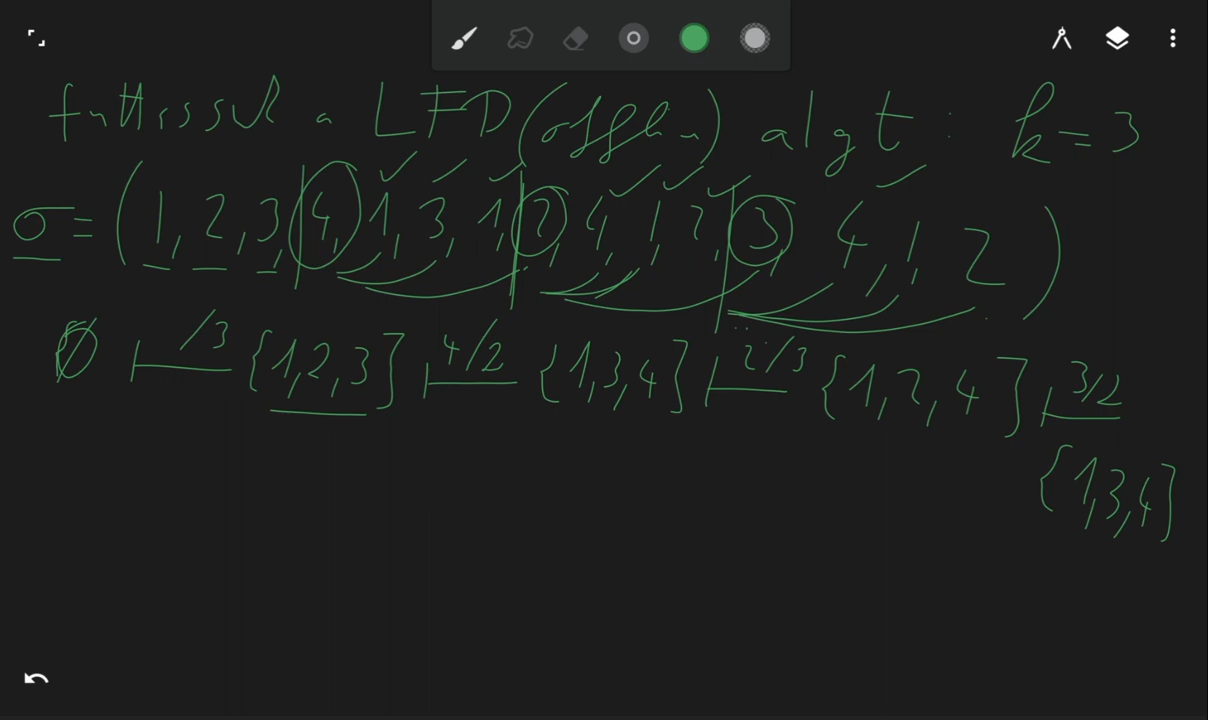 futtassuk a LFD (offline) algt: k=3
σ = (1, 2, 3, | 4, 1, 3, 1, | 2, 4, 1, 2, | 3, 4, 1, 2)
∅ ⊢ /3 {1, 2, 3} ⊢ 4/2 {1, 3, 4} ⊢ 2/3 {1, 2, 4} ⊢ 3/2
{1, 3, 4}